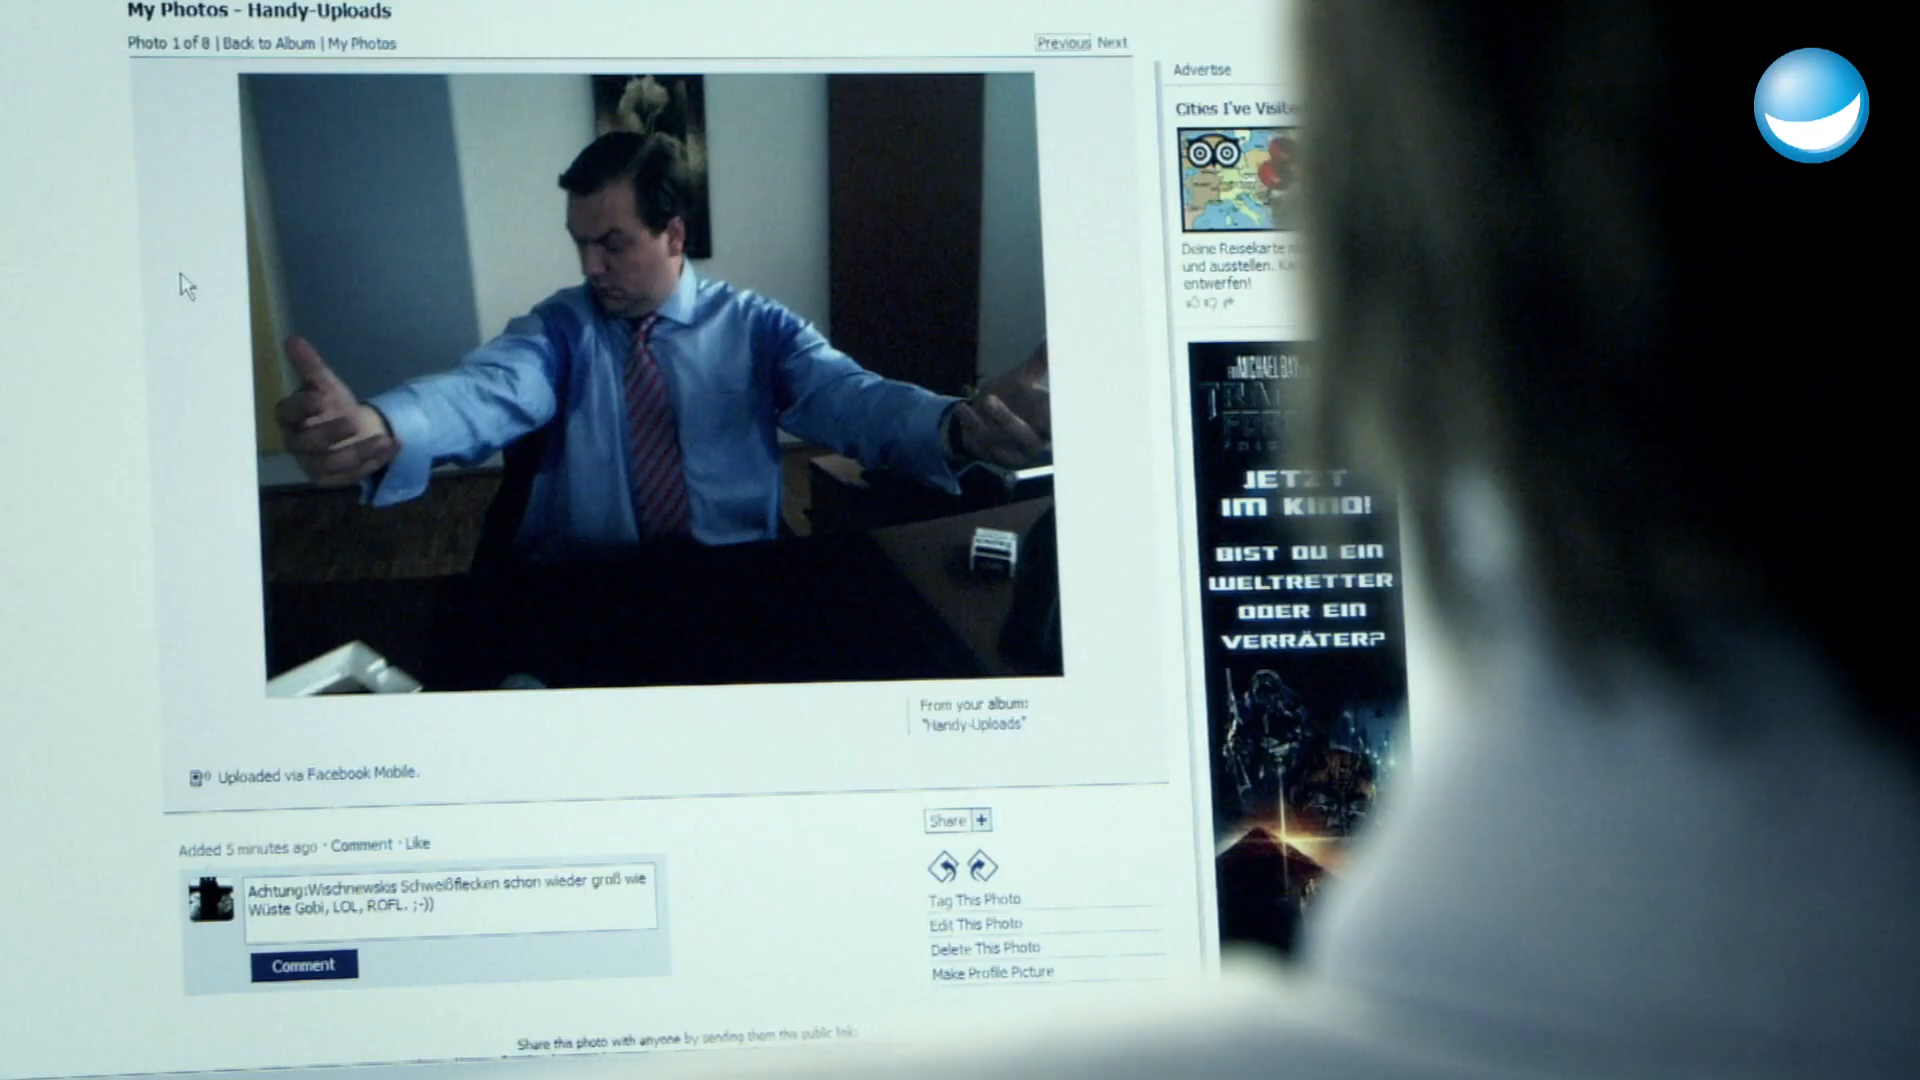 My Photos - Handy-Uploads
Photo 1 of 8 | Back to Album | My Photos
Previous Next
Advertise
Cities I've Visite
Deine Reisekarte
und ausstellen.
entwerfen!
MICHAEL BAY
JETZT
IM KINO!
BIST DU EIN
WELTRETTER
ODER EIN
VERRÄTER?
From your album:
"Handy-Uploads"
Uploaded via Facebook Mobile.
Share +
Added 5 minutes ago · Comment · Like
Achtung:Wischnewskis Schweißflecken schon wieder groß wie
Wüste Gobi, LOL, ROFL. ;-))
Comment
Tag This Photo
Edit This Photo
Delete This Photo
Make Profile Picture
Share this photo with anyone by sending them this public link: